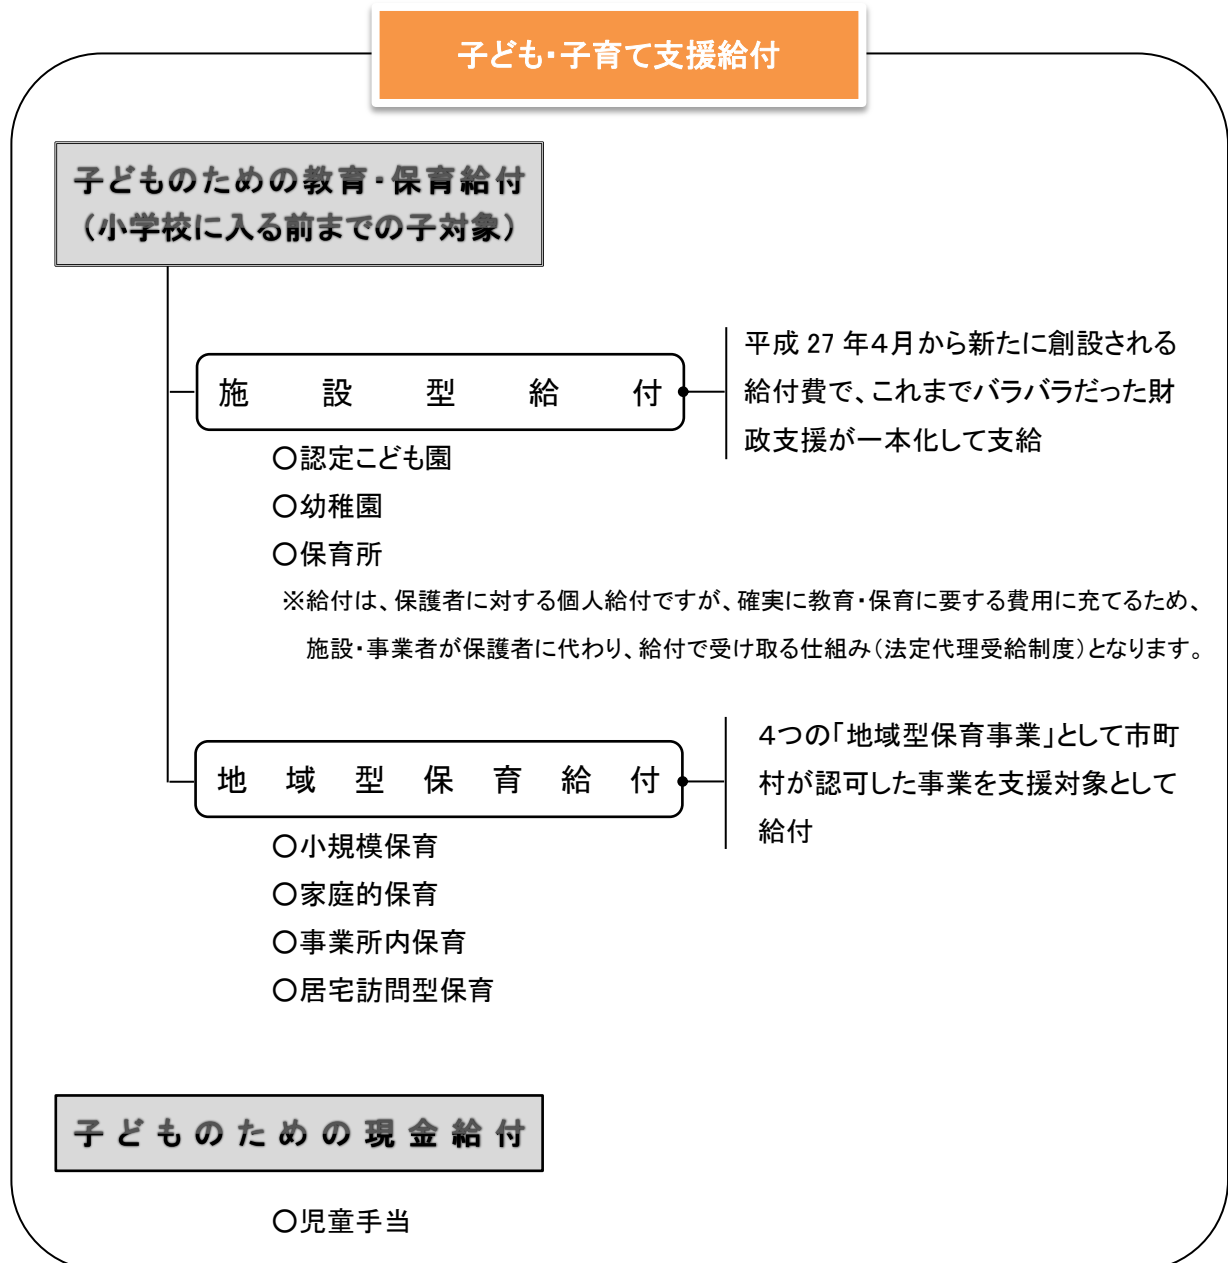 子ども・子育て支援給付
子どものための教育・保育給付
（小学校に入る前までの子対象）
施設型給付
平成 27 年４月から新たに創設される
給付費で、これまでバラバラだった財
政支援が一本化して支給
○認定こども園
○幼稚園
○保育所
※給付は、保護者に対する個人給付ですが、確実に教育・保育に要する費用に充てるため、
施設・事業者が保護者に代わり、給付で受け取る仕組み（法定代理受給制度）となります。
地域型保育給付
４つの「地域型保育事業」として市町
村が認可した事業を支援対象として
給付
○小規模保育
○家庭的保育
○事業所内保育
○居宅訪問型保育
子どものための現金給付
○児童手当